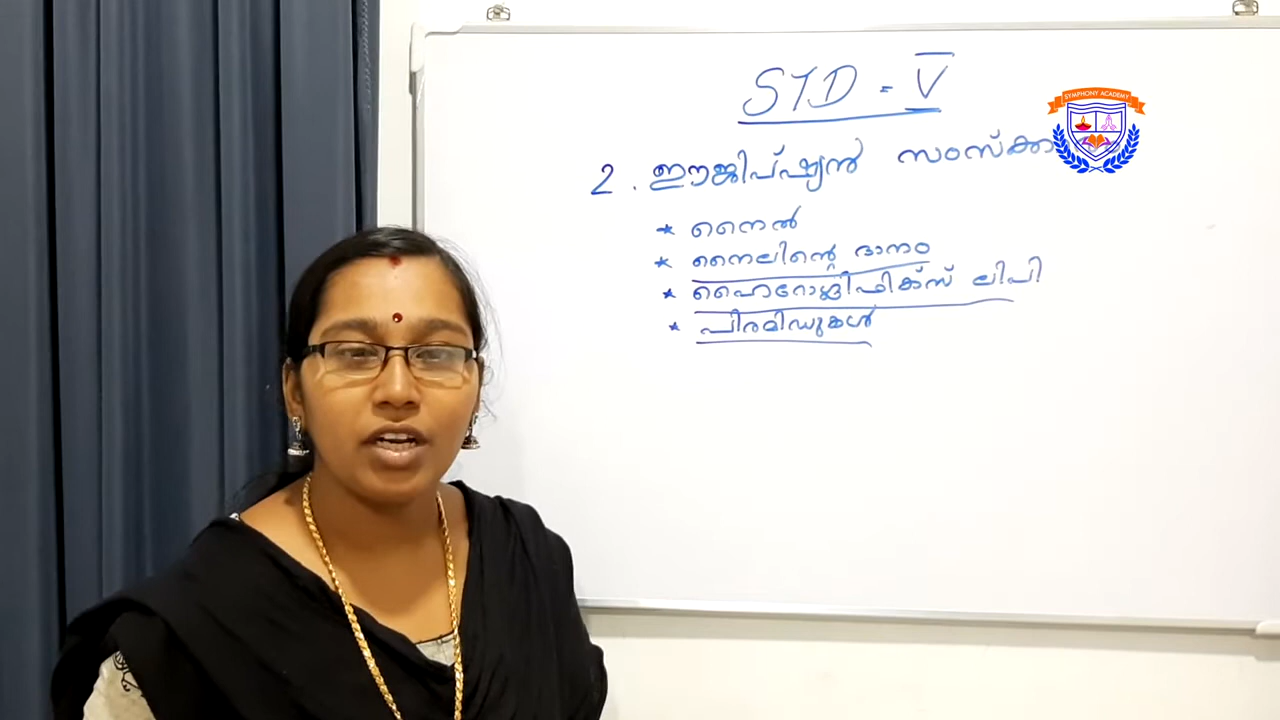 STD - V
SYMPHONY ACADEMY
2. ഈജിപ്ഷ്യൻ
* നൈൽ
* നൈലിന്റെ ദാനം
* ഹൈറോഗ്ലിഫിക്സ് ലിപി
* പിരമിഡുകൾ